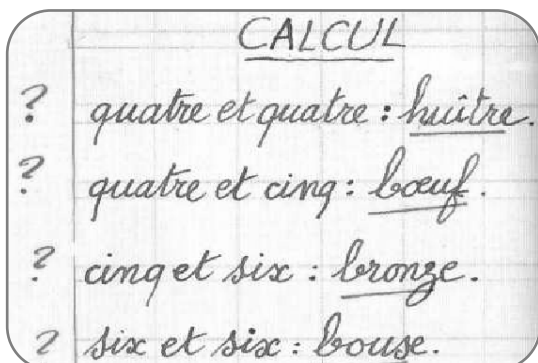 CALCUL
? quatre et quatre : huître.
? quatre et cinq : bœuf.
? cinq et six : bronze.
? six et six : bouse.